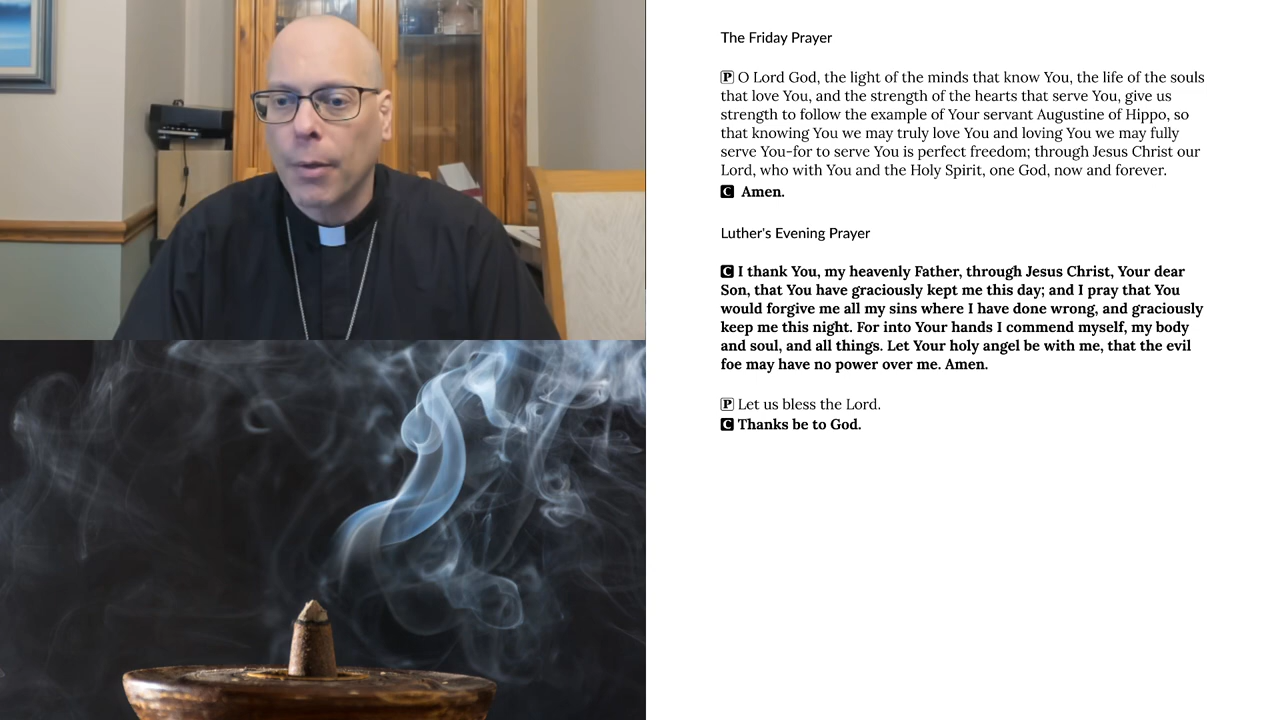 The Friday Prayer
P O Lord God, the light of the minds that know You, the life of the souls
that love You, and the strength of the hearts that serve You, give us
strength to follow the example of Your servant Augustine of Hippo, so
that knowing You we may truly love You and loving You we may fully
serve You–for to serve You is perfect freedom; through Jesus Christ our
Lord, who with You and the Holy Spirit, one God, now and forever.
C Amen.
Luther's Evening Prayer
C I thank You, my heavenly Father, through Jesus Christ, Your dear
Son, that You have graciously kept me this day; and I pray that You
would forgive me all my sins where I have done wrong, and graciously
keep me this night. For into Your hands I commend myself, my body
and soul, and all things. Let Your holy angel be with me, that the evil
foe may have no power over me. Amen.
P Let us bless the Lord.
C Thanks be to God.